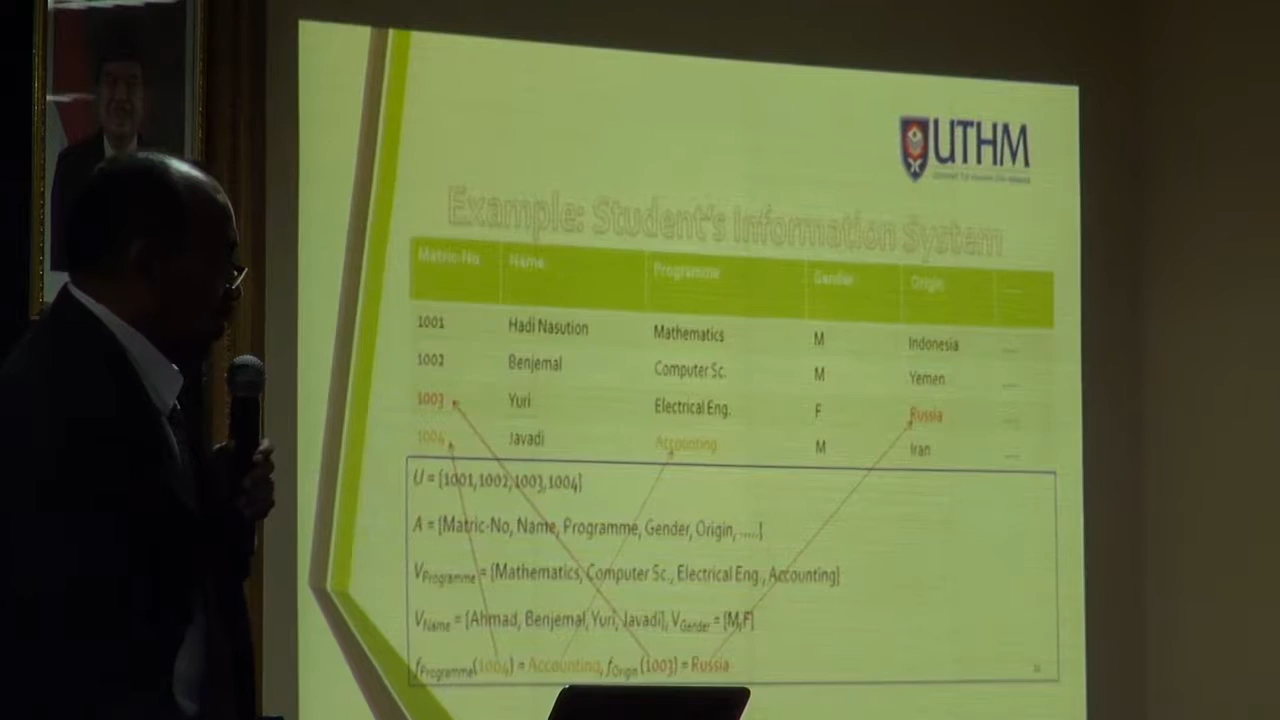 UTHM
Example: Student's Information System
Matric-No Name Programme Gender Origin .....
1001 Hadi Nasution Mathematics M Indonesia .....
1002 Benjemal Computer Sc. M Yemen .....
1003 Yuri Electrical Eng. F Russia .....
1004 Javadi Accounting M Iran .....
U = {1001,1002,1003,1004}
A = {Matric-No, Name, Programme, Gender, Origin, .....}
VProgramme = {Mathematics, Computer Sc., Electrical Eng., Accounting}
VName = {Ahmad, Benjemal, Yuri, Javadi}, VGender = {M,F}
fProgramme(1004) = Accounting, fOrigin(1003) = Russia